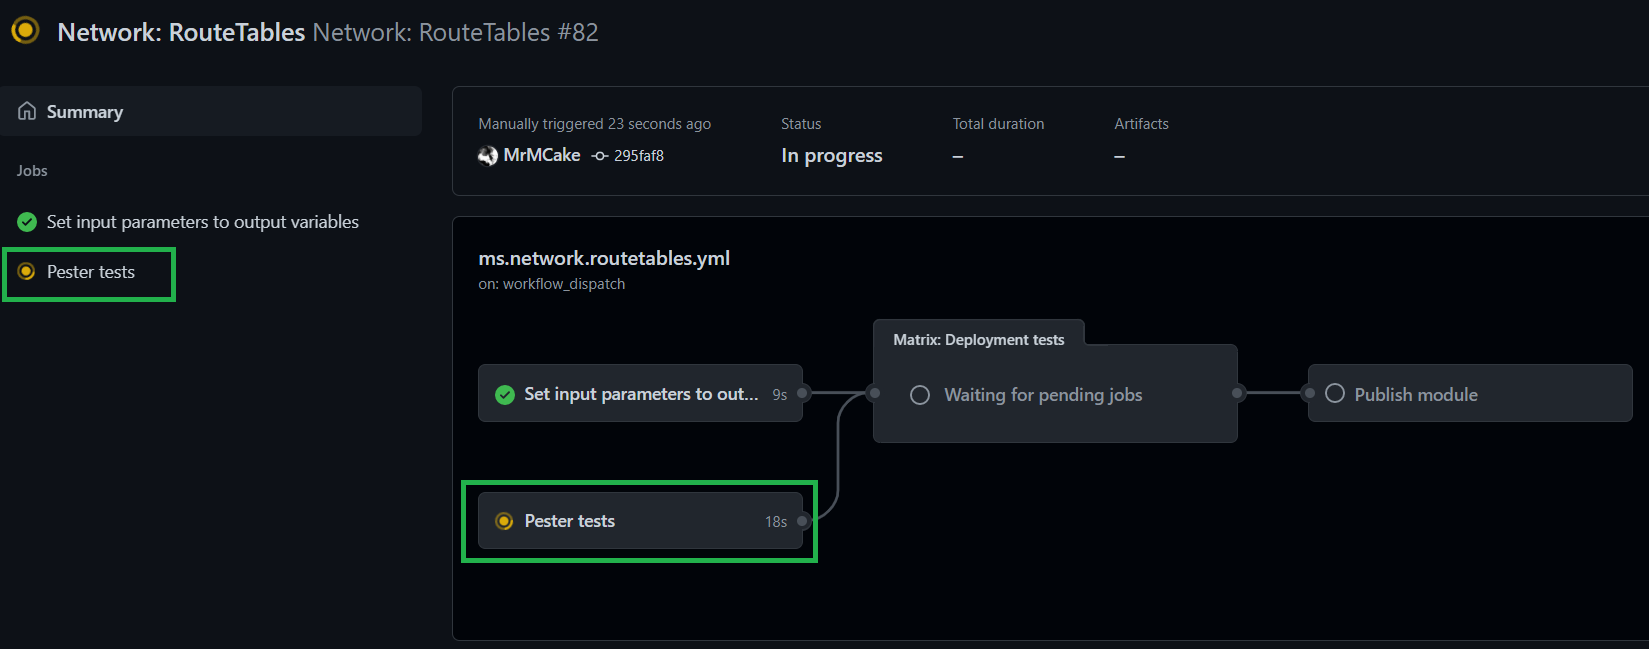 Network: RouteTables Network: RouteTables #82
Summary
Jobs
Set input parameters to output variables
Pester tests
Manually triggered 23 seconds ago
MrMCake 295faf8
Status
In progress
Total duration
–
Artifacts
–
ms.network.routetables.yml
on: workflow_dispatch
Set input parameters to out... 9s
Pester tests 18s
Matrix: Deployment tests
Waiting for pending jobs
Publish module